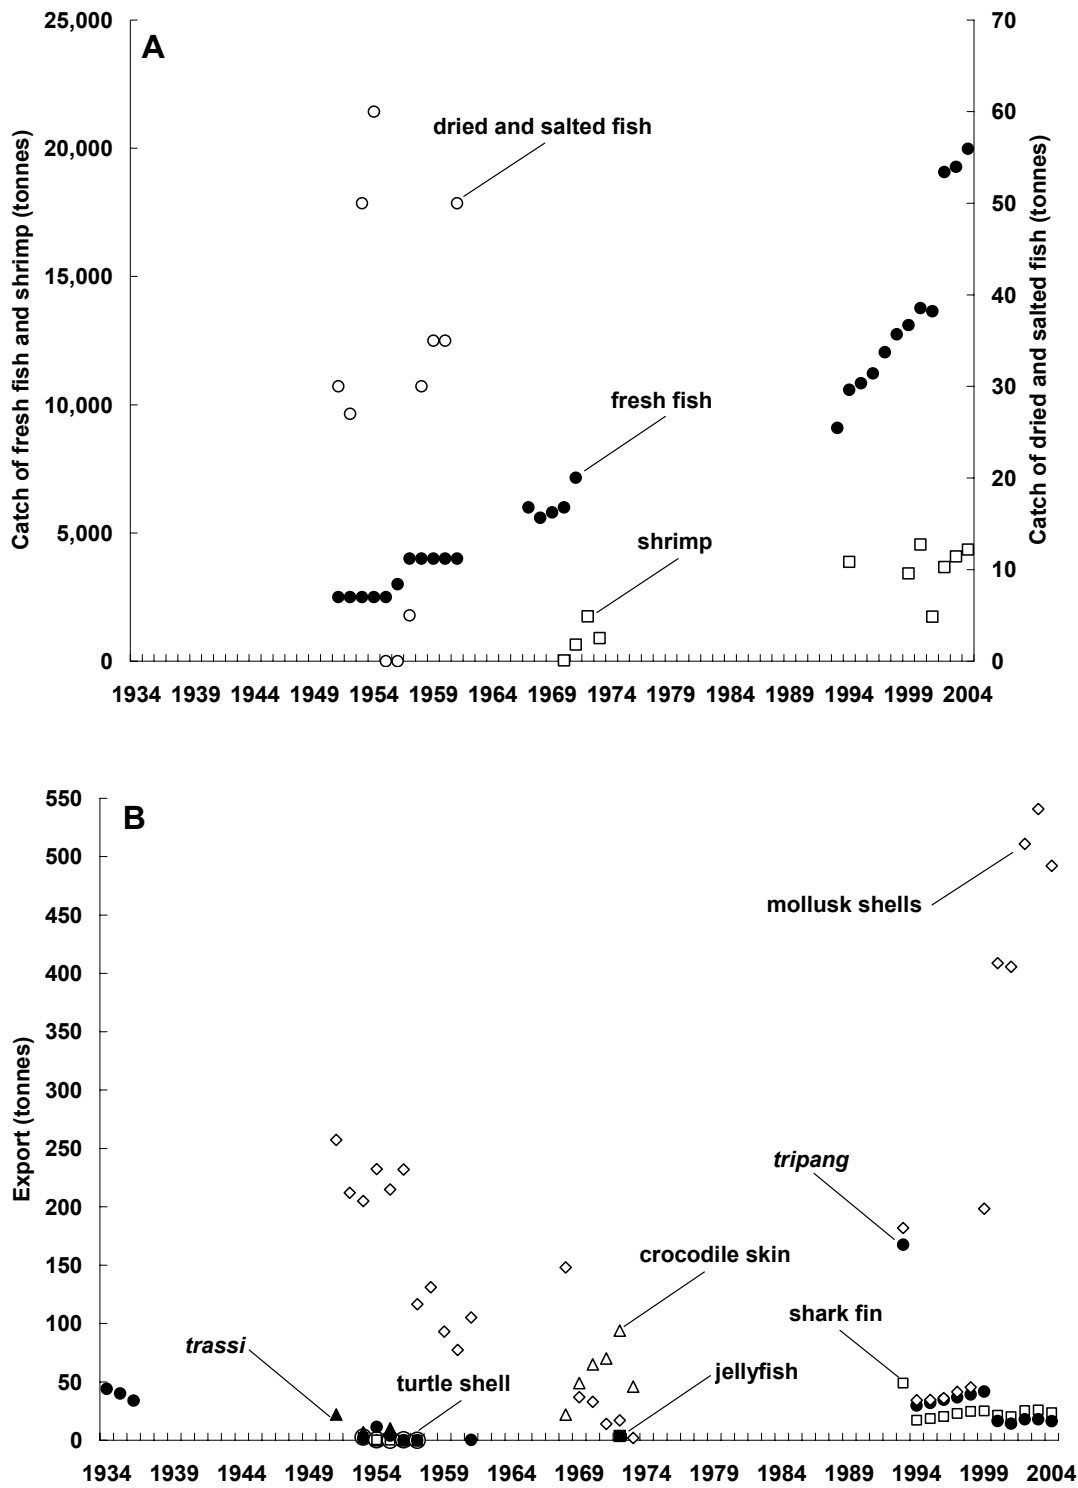 A
25,000
20,000
15,000
10,000
5,000
0
Catch of fresh fish and shrimp (tonnes)
70
60
50
40
30
20
10
0
Catch of dried and salted fish (tonnes)
dried and salted fish
fresh fish
shrimp
1934 1939 1944 1949 1954 1959 1964 1969 1974 1979 1984 1989 1994 1999 2004
B
550
500
450
400
350
300
250
200
150
100
50
0
Export (tonnes)
mollusk shells
tripang
crocodile skin
shark fin
trassi
turtle shell
jellyfish
1934 1939 1944 1949 1954 1959 1964 1969 1974 1979 1984 1989 1994 1999 2004